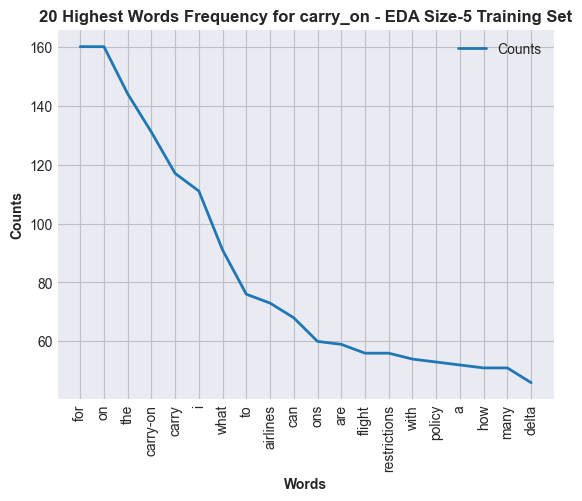 20 Highest Words Frequency for carry_on - EDA Size-5 Training Set
Counts
160
140
120
100
80
60
Counts
for
on
the
carry-on
carry
i
what
to
airlines
can
ons
are
flight
restrictions
with
policy
a
how
many
delta
Words